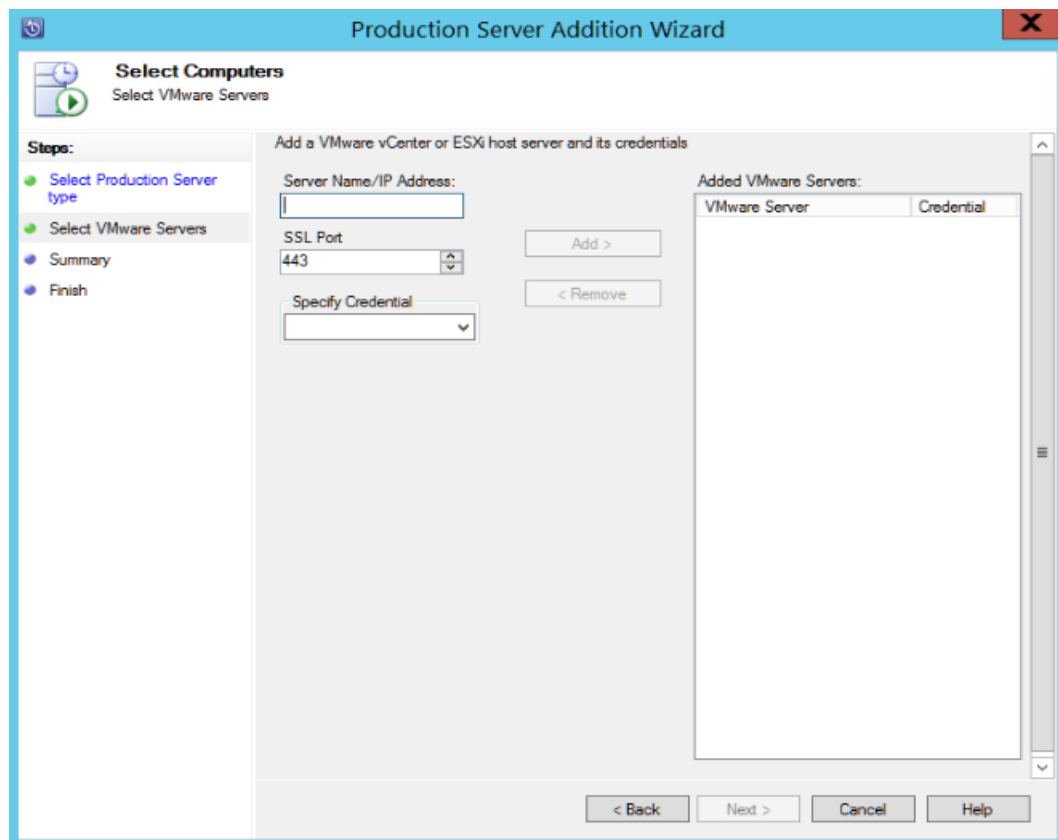 Production Server Addition Wizard
X
Select Computers
Select VMware Servers
Steps:
Select Production Server
type
Select VMware Servers
Summary
Finish
Add a VMware vCenter or ESXi host server and its credentials
Server Name/IP Address:
SSL Port
443
Specify Credential
Add >
< Remove
Added VMware Servers:
VMware Server Credential
< Back Next > Cancel Help